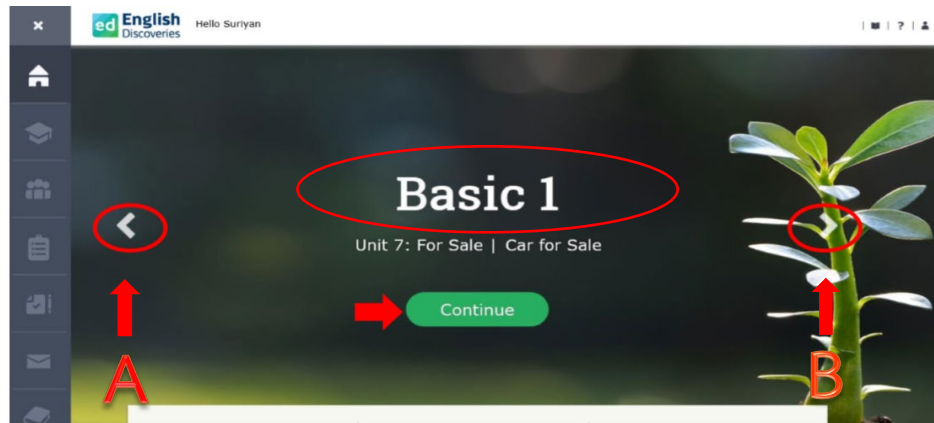 ed English Discoveries
Hello Suriyan
| | ? |
Basic 1
Unit 7: For Sale | Car for Sale
Continue
A
B